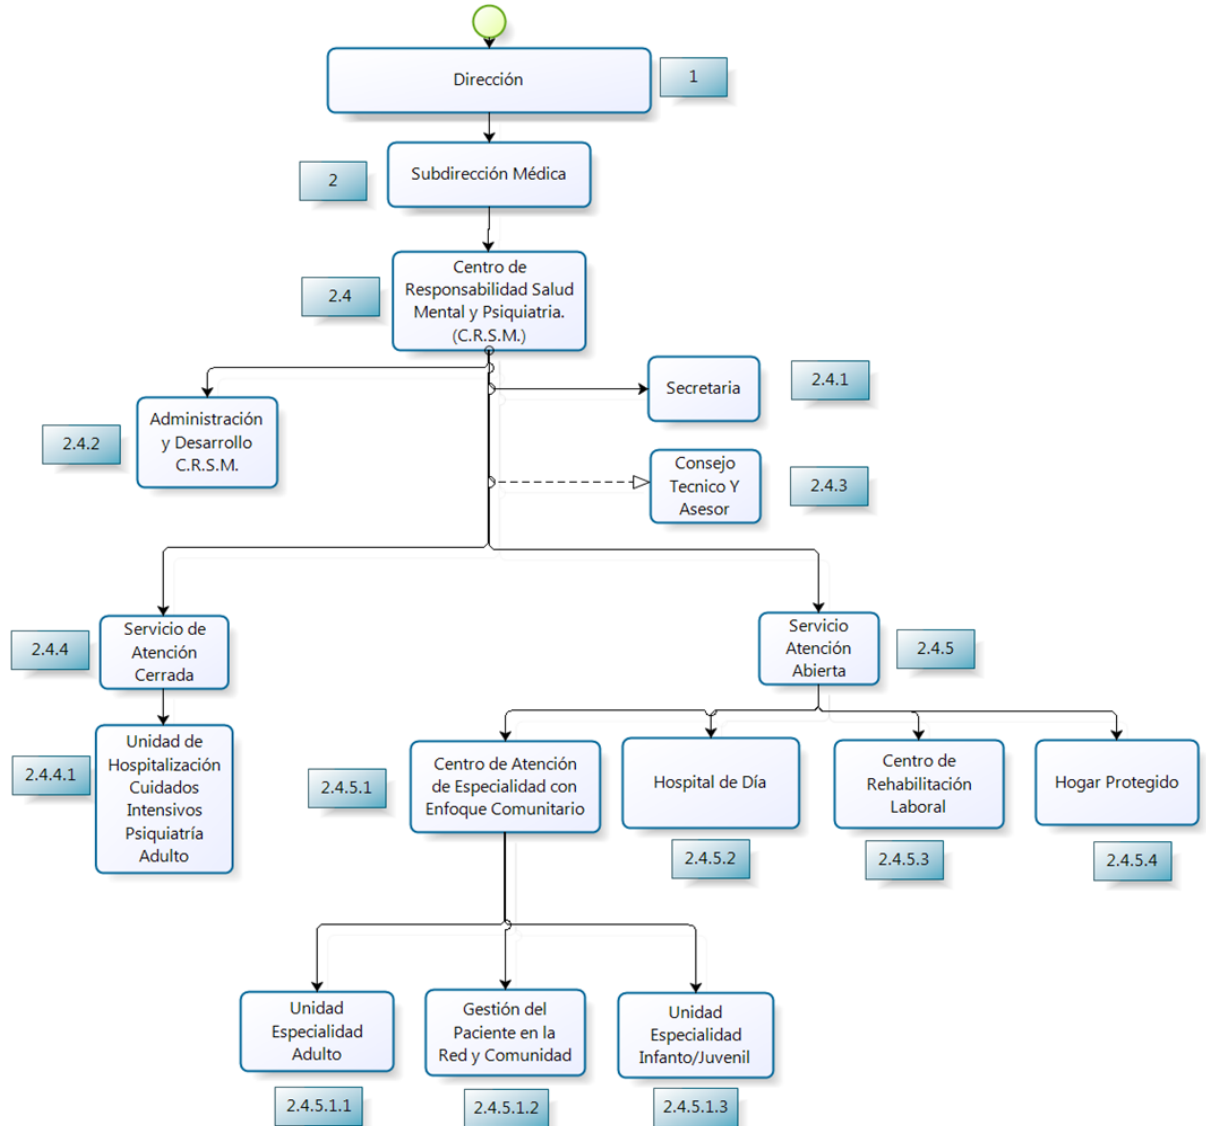 Dirección
1
Subdirección Médica
2
Centro de
Responsabilidad Salud
Mental y Psiquiatria.
(C.R.S.M.)
2.4
Secretaria
2.4.1
Administración
y Desarrollo
C.R.S.M.
2.4.2
Consejo
Tecnico Y
Asesor
2.4.3
Servicio de
Atención
Cerrada
2.4.4
Servicio
Atención
Abierta
2.4.5
Unidad de
Hospitalización
Cuidados
Intensivos
Psiquiatría
Adulto
2.4.4.1
Centro de Atención
de Especialidad con
Enfoque Comunitario
2.4.5.1
Hospital de Día
2.4.5.2
Centro de
Rehabilitación
Laboral
2.4.5.3
Hogar Protegido
2.4.5.4
Unidad
Especialidad
Adulto
2.4.5.1.1
Gestión del
Paciente en la
Red y Comunidad
2.4.5.1.2
Unidad
Especialidad
Infanto/Juvenil
2.4.5.1.3